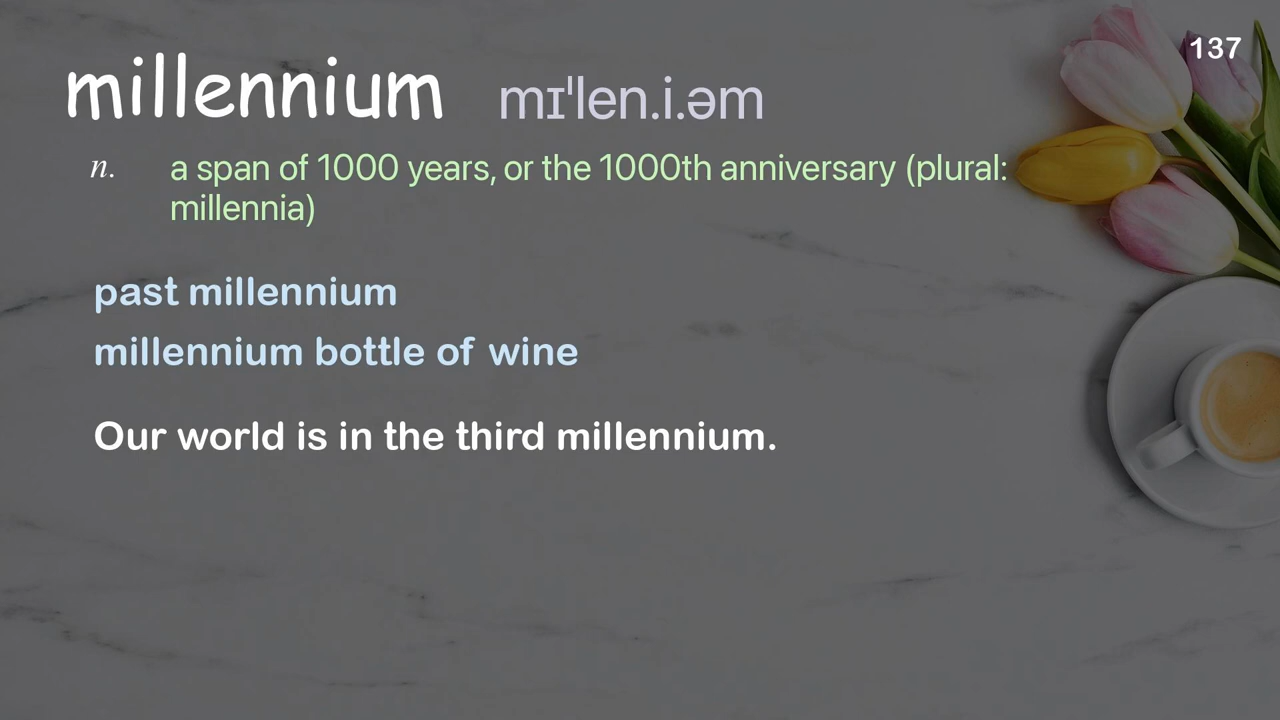 137
millennium mɪˈlen.i.əm
n. a span of 1000 years, or the 1000th anniversary (plural:
millennia)
past millennium
millennium bottle of wine
Our world is in the third millennium.